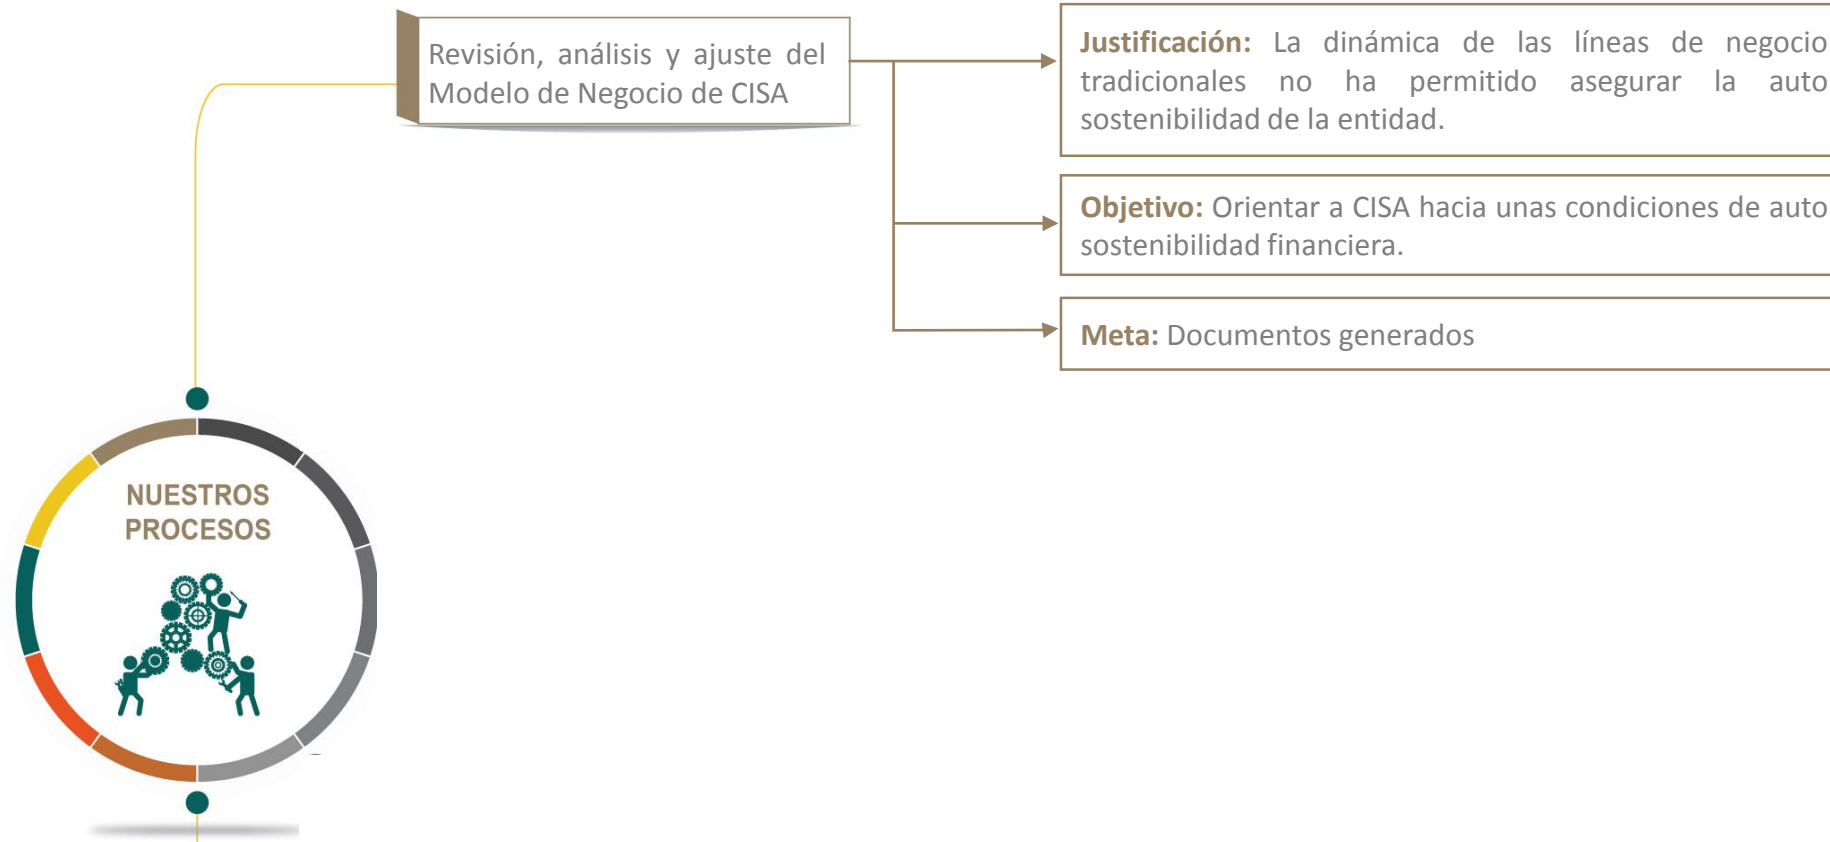 Revisión, análisis y ajuste del
Modelo de Negocio de CISA
Justificación: La dinámica de las líneas de negocio
tradicionales no ha permitido asegurar la auto
sostenibilidad de la entidad.
Objetivo: Orientar a CISA hacia unas condiciones de auto
sostenibilidad financiera.
Meta: Documentos generados
NUESTROS
PROCESOS